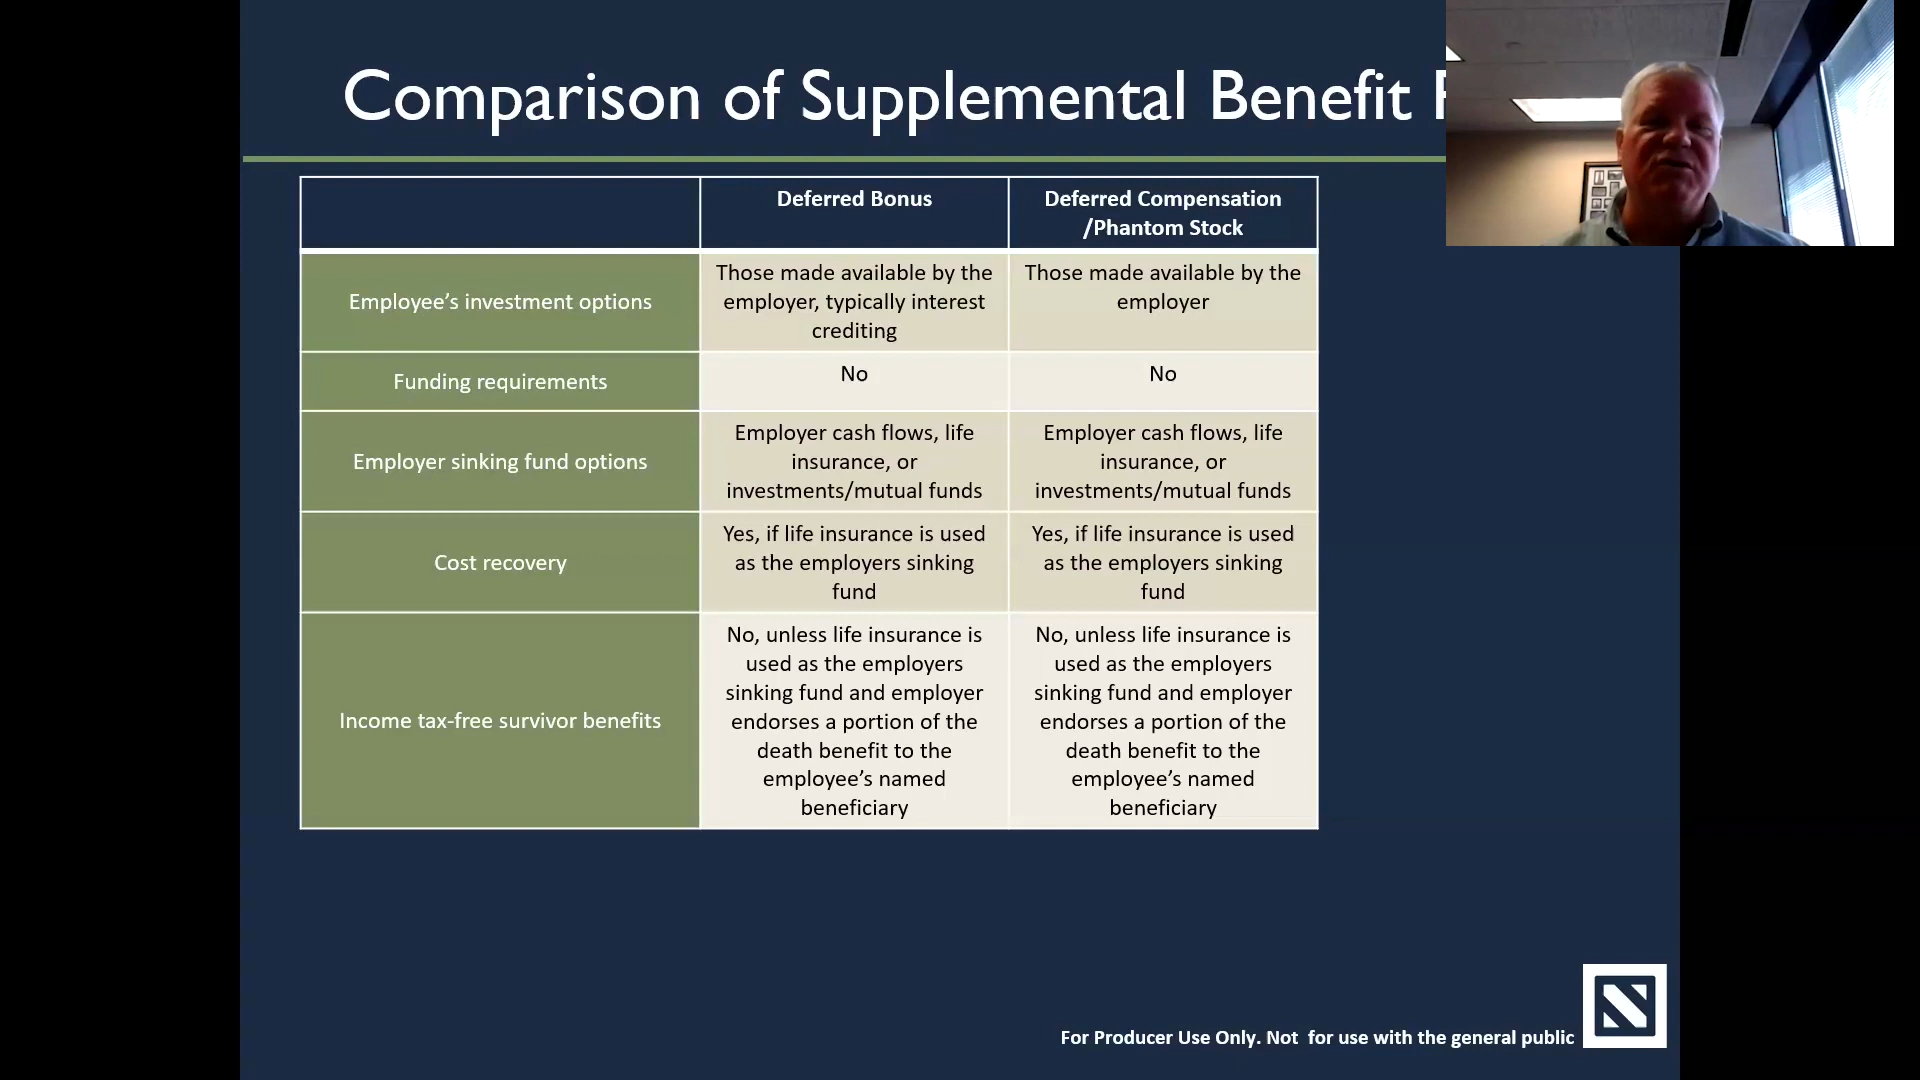 Comparison of Supplemental Benefit
Deferred Bonus
Deferred Compensation
/Phantom Stock
Employee’s investment options
Those made available by the
employer, typically interest
crediting
Those made available by the
employer
Funding requirements
No
No
Employer sinking fund options
Employer cash flows, life
insurance, or
investments/mutual funds
Employer cash flows, life
insurance, or
investments/mutual funds
Cost recovery
Yes, if life insurance is used
as the employers sinking
fund
Yes, if life insurance is used
as the employers sinking
fund
Income tax-free survivor benefits
No, unless life insurance is
used as the employers
sinking fund and employer
endorses a portion of the
death benefit to the
employee’s named
beneficiary
No, unless life insurance is
used as the employers
sinking fund and employer
endorses a portion of the
death benefit to the
employee’s named
beneficiary
For Producer Use Only. Not  for use with the general public